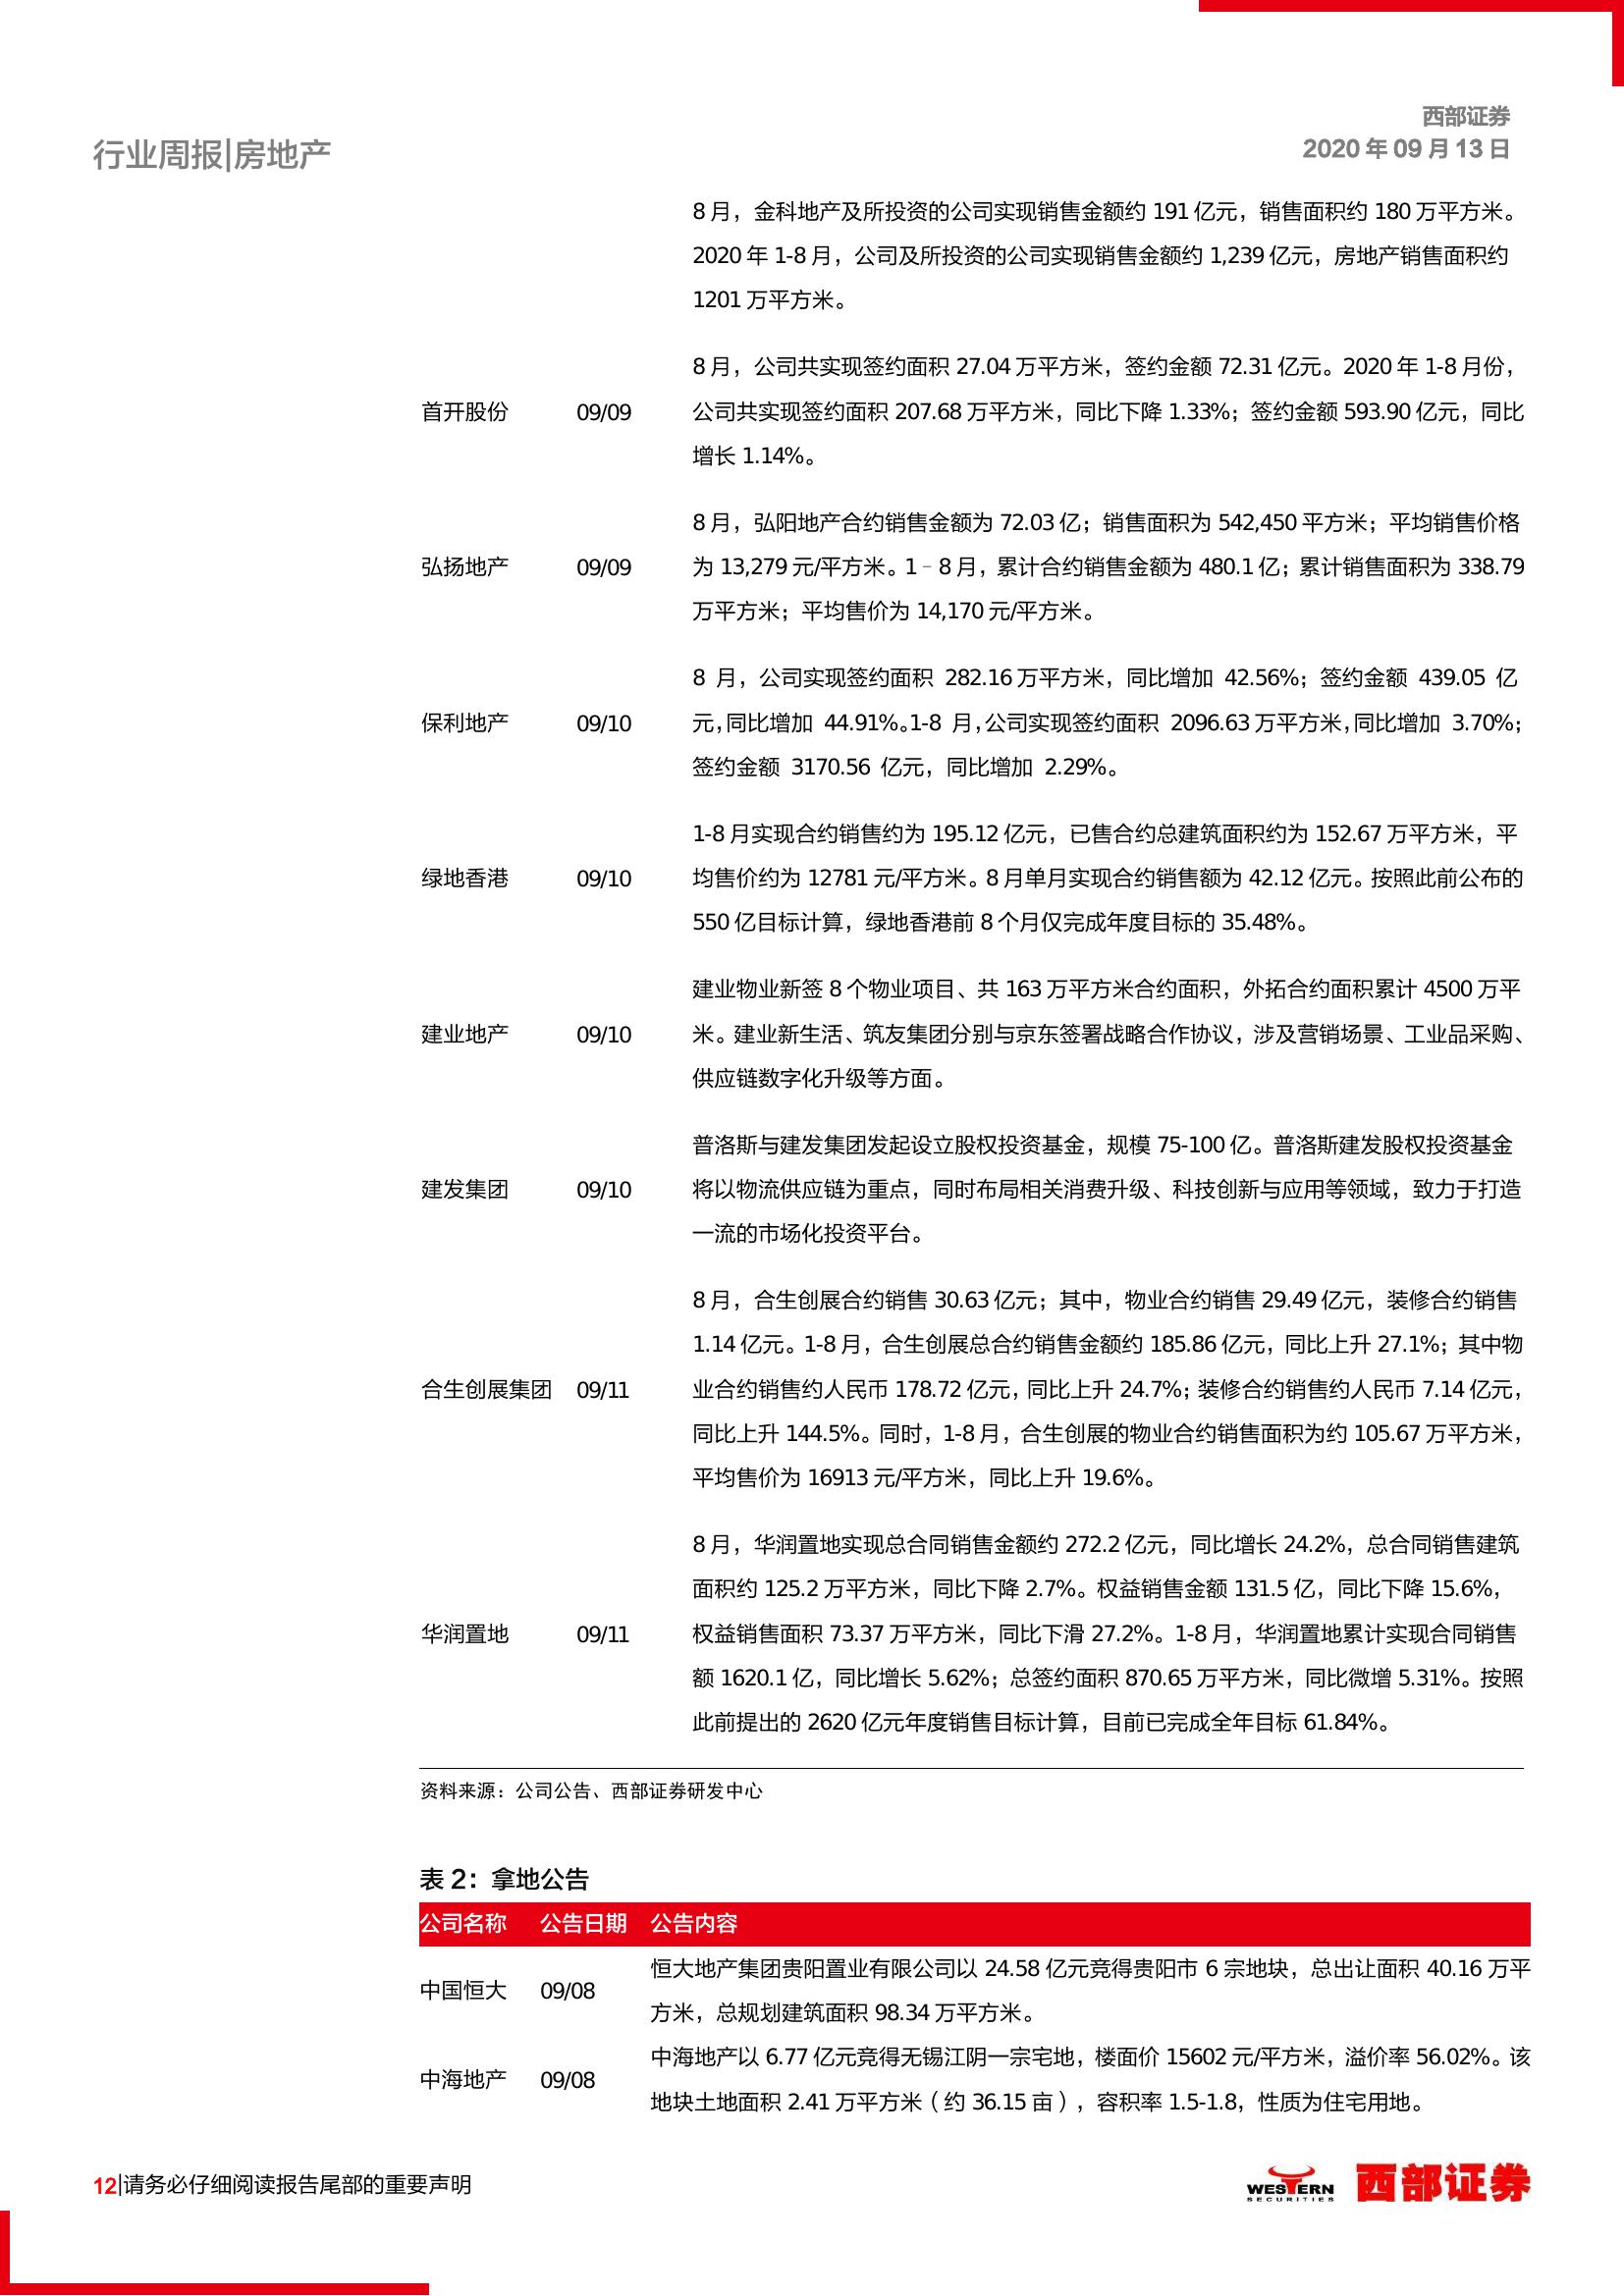 西部证券
行业周报|房地产
2020 年 09 月 13 日
8 月，金科地产及所投资的公司实现销售金额约 191 亿元，销售面积约 180 万平方米。
2020 年 1-8 月，公司及所投资的公司实现销售金额约 1,239 亿元，房地产销售面积约
1201 万平方米。
8 月，公司共实现签约面积 27.04 万平方米，签约金额 72.31 亿元。2020 年 1-8 月份，
首开股份 09/09 公司共实现签约面积 207.68 万平方米，同比下降 1.33%；签约金额 593.90 亿元，同比
增长 1.14%。
8 月，弘阳地产合约销售金额为 72.03 亿；销售面积为 542,450 平方米；平均销售价格
弘扬地产 09/09 为 13,279 元/平方米。1﹣8 月，累计合约销售金额为 480.1 亿；累计销售面积为 338.79
万平方米；平均售价为 14,170 元/平方米。
8 月，公司实现签约面积 282.16 万平方米，同比增加 42.56%；签约金额 439.05 亿
保利地产 09/10 元，同比增加 44.91%。1-8 月，公司实现签约面积 2096.63 万平方米，同比增加 3.70%；
签约金额 3170.56 亿元，同比增加 2.29%。
1-8 月实现合约销售约为 195.12 亿元，已售合约总建筑面积约为 152.67 万平方米，平
绿地香港 09/10 均售价约为 12781 元/平方米。8 月单月实现合约销售额为 42.12 亿元。按照此前公布的
550 亿目标计算，绿地香港前 8 个月仅完成年度目标的 35.48%。
建业物业新签 8 个物业项目、共 163 万平方米合约面积，外拓合约面积累计 4500 万平
建业地产 09/10 米。建业新生活、筑友集团分别与京东签署战略合作协议，涉及营销场景、工业品采购、
供应链数字化升级等方面。
普洛斯与建发集团发起设立股权投资基金，规模 75-100 亿。普洛斯建发股权投资基金
建发集团 09/10 将以物流供应链为重点，同时布局相关消费升级、科技创新与应用等领域，致力于打造
一流的市场化投资平台。
8 月，合生创展合约销售 30.63 亿元；其中，物业合约销售 29.49 亿元，装修合约销售
1.14 亿元。1-8 月，合生创展总合约销售金额约 185.86 亿元，同比上升 27.1%；其中物
合生创展集团 09/11 业合约销售约人民币 178.72 亿元，同比上升 24.7%；装修合约销售约人民币 7.14 亿元，
同比上升 144.5%。同时，1-8 月，合生创展的物业合约销售面积为约 105.67 万平方米，
平均售价为 16913 元/平方米，同比上升 19.6%。
8 月，华润置地实现总合同销售金额约 272.2 亿元，同比增长 24.2%，总合同销售建筑
面积约 125.2 万平方米，同比下降 2.7%。权益销售金额 131.5 亿，同比下降 15.6%，
华润置地 09/11 权益销售面积 73.37 万平方米，同比下滑 27.2%。1-8 月，华润置地累计实现合同销售
额 1620.1 亿，同比增长 5.62%；总签约面积 870.65 万平方米，同比微增 5.31%。按照
此前提出的 2620 亿元年度销售目标计算，目前已完成全年目标 61.84%。
资料来源：公司公告、西部证券研发中心
表 2：拿地公告
公司名称 公告日期 公告内容
恒大地产集团贵阳置业有限公司以 24.58 亿元竞得贵阳市 6 宗地块，总出让面积 40.16 万平
中国恒大 09/08
方米，总规划建筑面积 98.34 万平方米。
中海地产以 6.77 亿元竞得无锡江阴一宗宅地，楼面价 15602 元/平方米，溢价率 56.02%。该
中海地产 09/08
地块土地面积 2.41 万平方米（约 36.15 亩），容积率 1.5-1.8，性质为住宅用地。
12|请务必仔细阅读报告尾部的重要声明
WESTERN
SECURITIES
西部证券